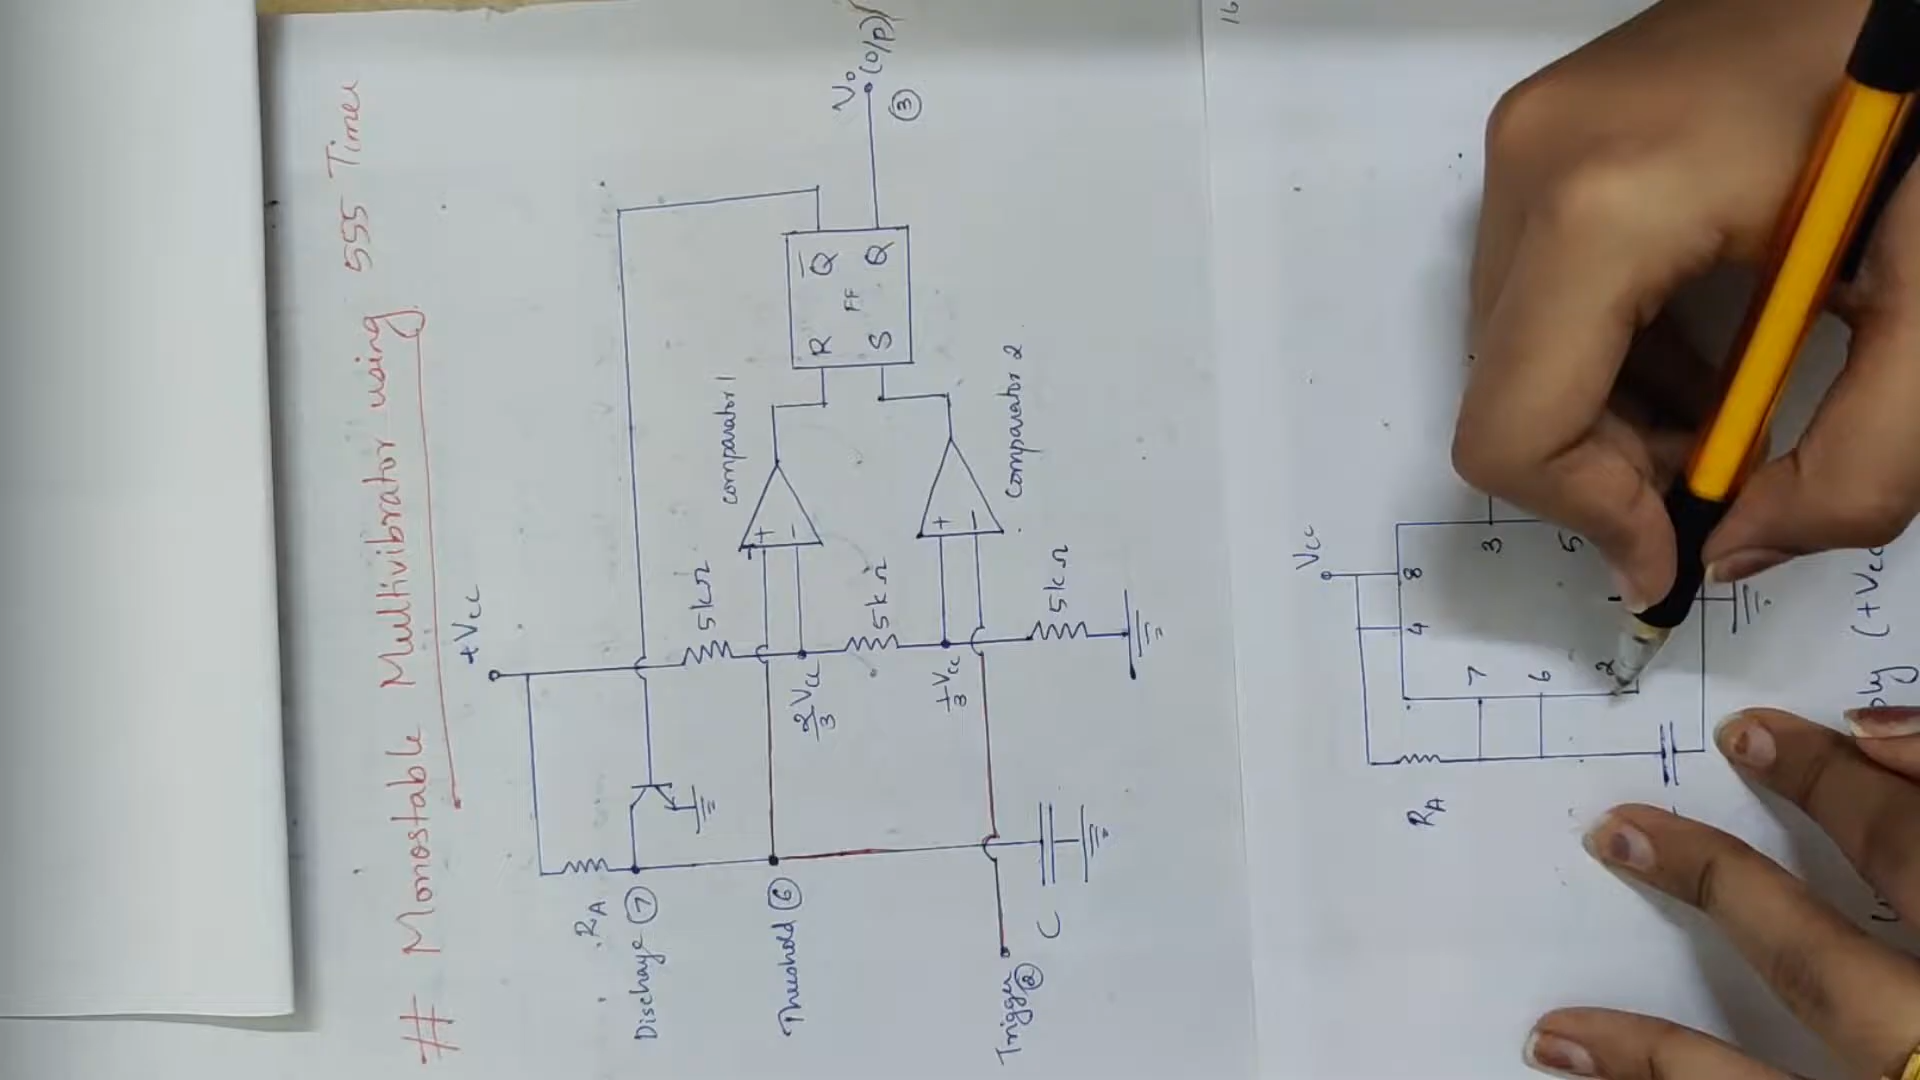 # Monostable Multivibrator using 555 Timer
+Vcc
RA
Discharge 7
Threshold 6
Trigger 2
C
5kΩ
2/3 Vcc
5kΩ
1/3 Vcc
5kΩ
+
-
comparator 1
+
-
Comparator 2
R Q̅
FF
S Q
Vo (o/p)
3
16
Vcc
8
4
3
5
7
6
2
1
RA
(+Vcc